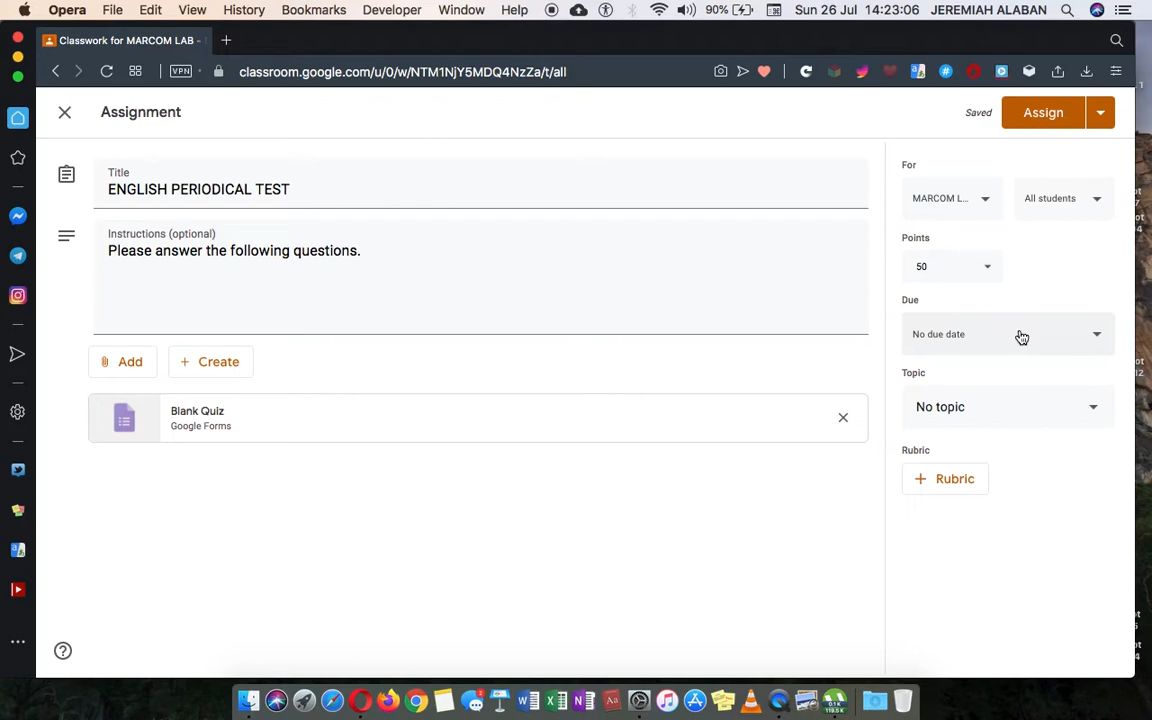 Opera File Edit View History Bookmarks Developer Window Help 90% Sun 26 Jul 14:23:06 JEREMIAH ALABAN
Classwork for MARCOM LAB -
VPN classroom.google.com/u/0/w/NTM1NjY5MDQ4NzZa/t/all
Assignment Saved Assign
For
Title
ENGLISH PERIODICAL TEST
MARCOM L... All students
Instructions (optional)
Please answer the following questions.
Points
50
Due
No due date
Add Create
Topic
No topic
Blank Quiz
Google Forms
Rubric
Rubric